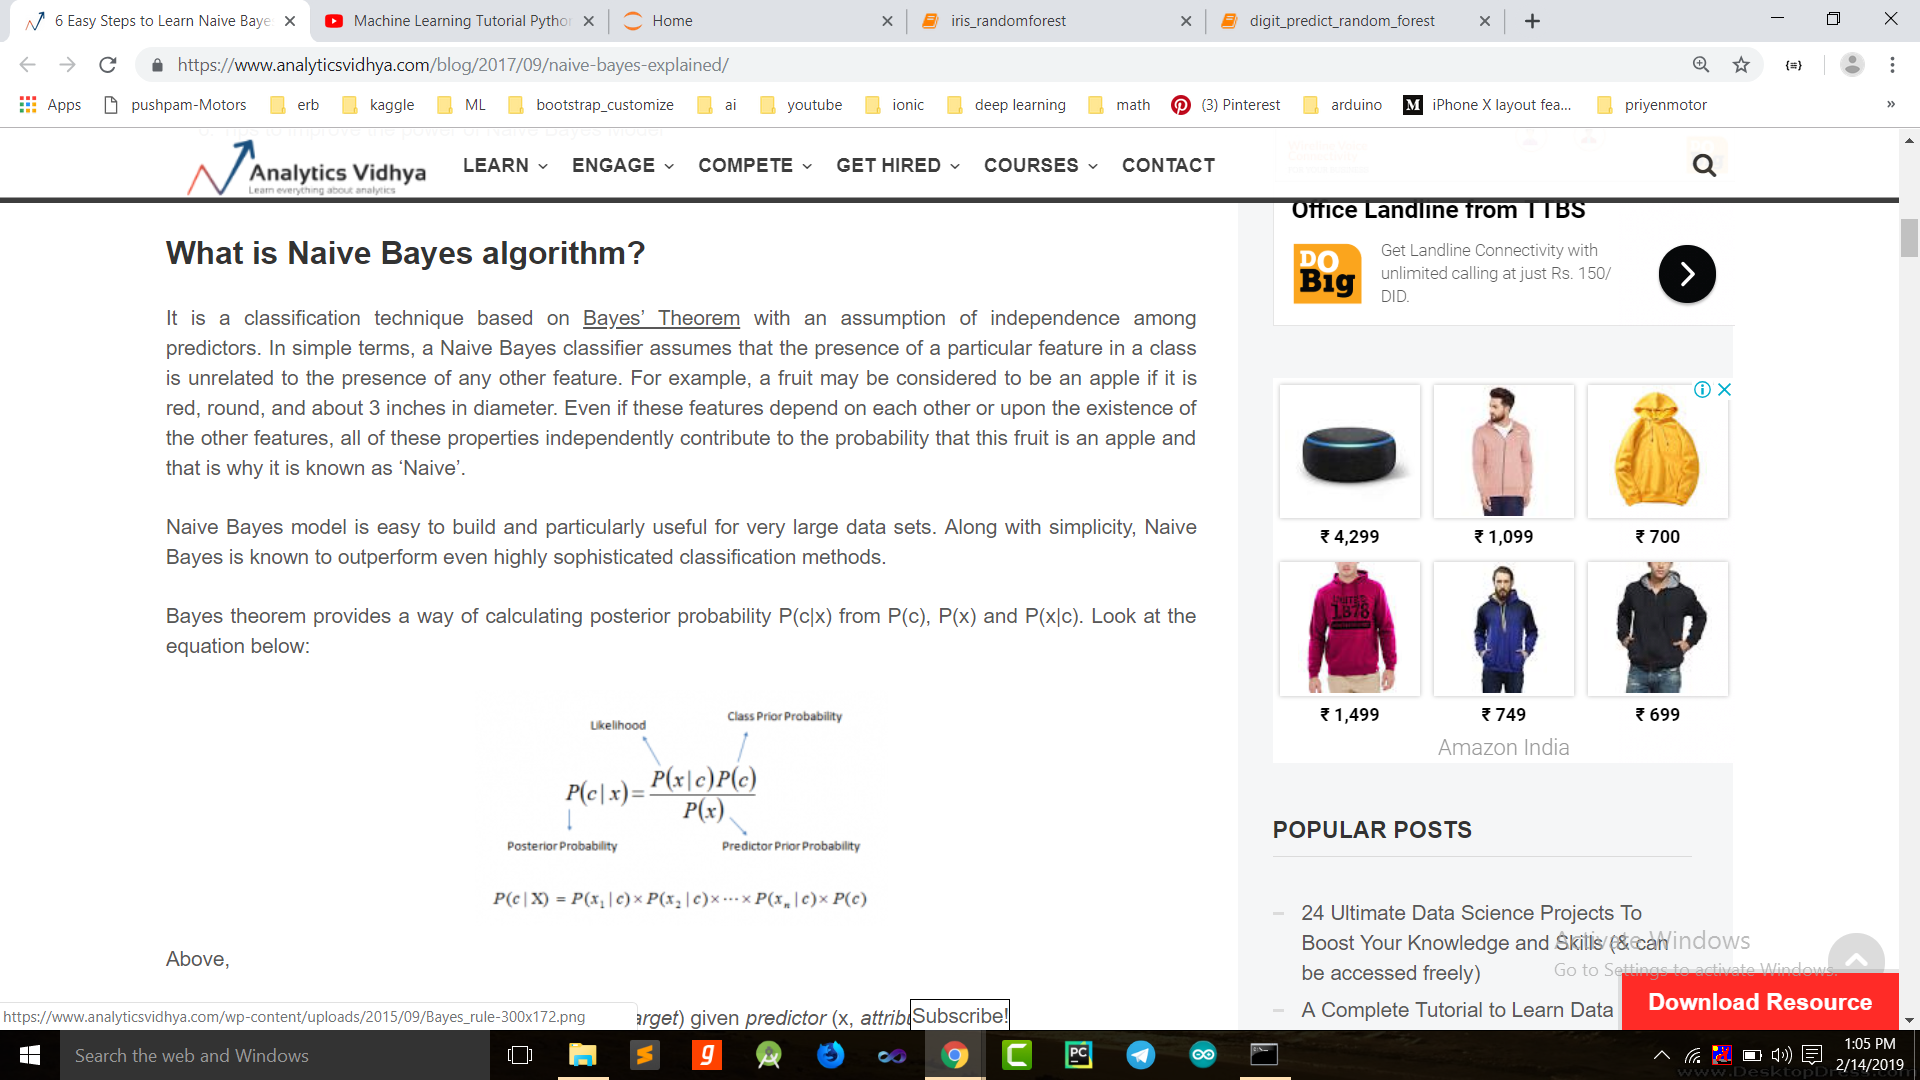 6 Easy Steps to Learn Naive Baye
Machine Learning Tutorial Python
Home
iris_randomforest
digit_predict_random_forest
https://www.analyticsvidhya.com/blog/2017/09/naive-bayes-explained/
Apps
pushpam-Motors
erb
kaggle
ML
bootstrap_customize
ai
youtube
ionic
deep learning
math
(3) Pinterest
arduino
M
iPhone X layout fea...
priyenmotor
»
Analytics Vidhya
Learn everything about analytics
LEARN
ENGAGE
COMPETE
GET HIRED
COURSES
CONTACT
What is Naive Bayes algorithm?
It is a classification technique based on Bayes’ Theorem with an assumption of independence among
predictors. In simple terms, a Naive Bayes classifier assumes that the presence of a particular feature in a class
is unrelated to the presence of any other feature. For example, a fruit may be considered to be an apple if it is
red, round, and about 3 inches in diameter. Even if these features depend on each other or upon the existence of
the other features, all of these properties independently contribute to the probability that this fruit is an apple and
that is why it is known as ‘Naive’.
Naive Bayes model is easy to build and particularly useful for very large data sets. Along with simplicity, Naive
Bayes is known to outperform even highly sophisticated classification methods.
Bayes theorem provides a way of calculating posterior probability P(c|x) from P(c), P(x) and P(x|c). Look at the
equation below:
Likelihood
Class Prior Probability
P(c|x) = P(x|c)P(c) / P(x)
Posterior Probability
Predictor Prior Probability
P(c|X) = P(x₁|c) × P(x₂|c) × ··· × P(xₙ|c) × P(c)
Above,
https://www.analyticsvidhya.com/wp-content/uploads/2015/09/Bayes_rule-300x172.png
given predictor (x,
Subscribe!
Office Landline from TTBS
DO
Big
Get Landline Connectivity with
unlimited calling at just Rs. 150/
DID.
₹ 4,299
₹ 1,099
₹ 700
UNITED
1878
₹ 1,499
₹ 749
₹ 699
Amazon India
POPULAR POSTS
24 Ultimate Data Science Projects To
Boost Your Knowledge and Skills (& can
be accessed freely)
A Complete Tutorial to Learn Data
Activate Windows
Go to Settings to activate Windows.
Download Resource
Search the web and Windows
g
PC
1:05 PM
2/14/2019